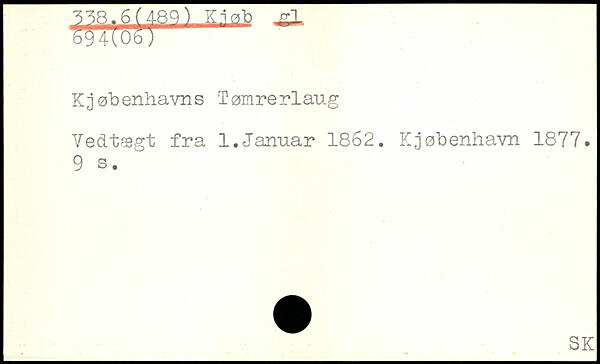 338.6(489) Kjøb gl
694(06)
Kjøbenhavns Tømrerlaug
Vedtægt fra 1.Januar 1862. Kjøbenhavn 1877.
9 s.
SK